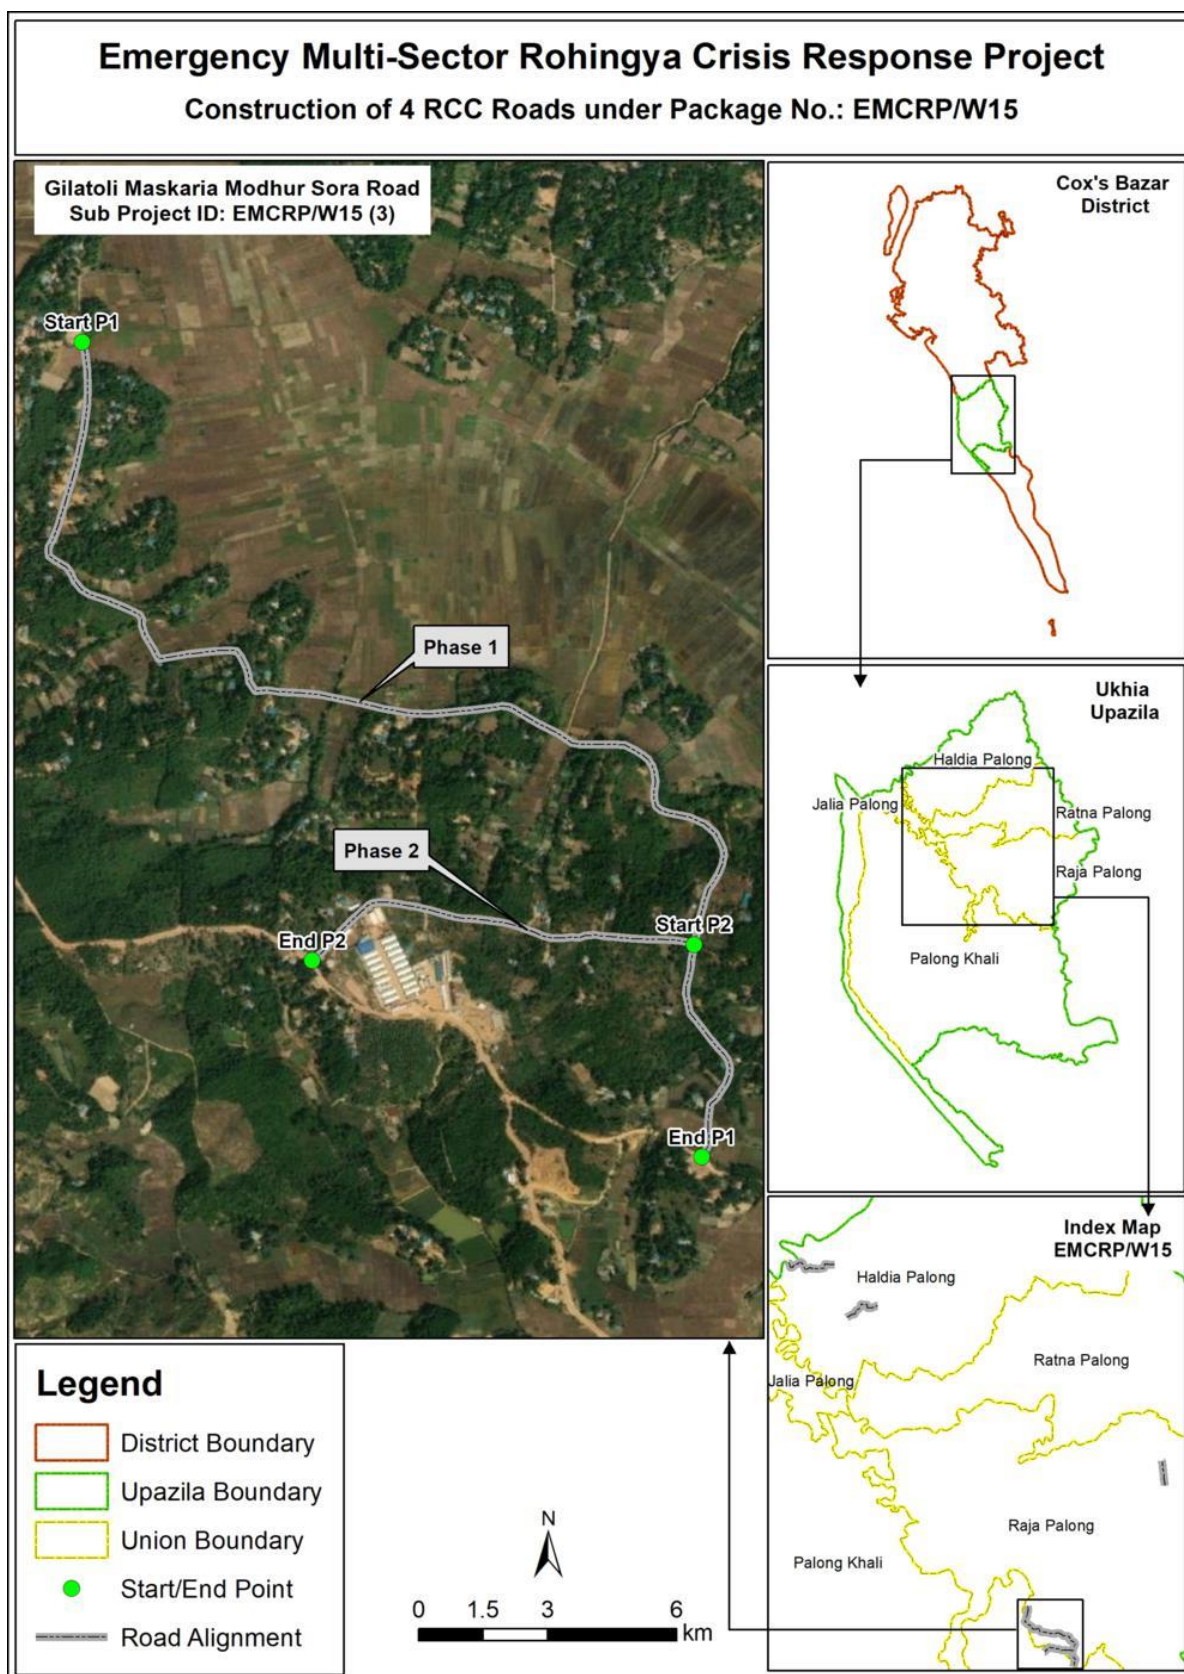 Emergency Multi-Sector Rohingya Crisis Response Project
Construction of 4 RCC Roads under Package No.: EMCRP/W15
Gilatoli Maskaria Modhur Sora Road
Sub Project ID: EMCRP/W15 (3)
Start P1
Phase 1
Phase 2
End P2
Start P2
End P1
Cox's Bazar
District
Ukhia
Upazila
Haldia Palong
Jalia Palong
Ratna Palong
Raja Palong
Palong Khali
Index Map
EMCRP/W15
Haldia Palong
Ratna Palong
Jalia Palong
Raja Palong
Palong Khali
Legend
District Boundary
Upazila Boundary
Union Boundary
Start/End Point
Road Alignment
N
0 1.5 3 6
km